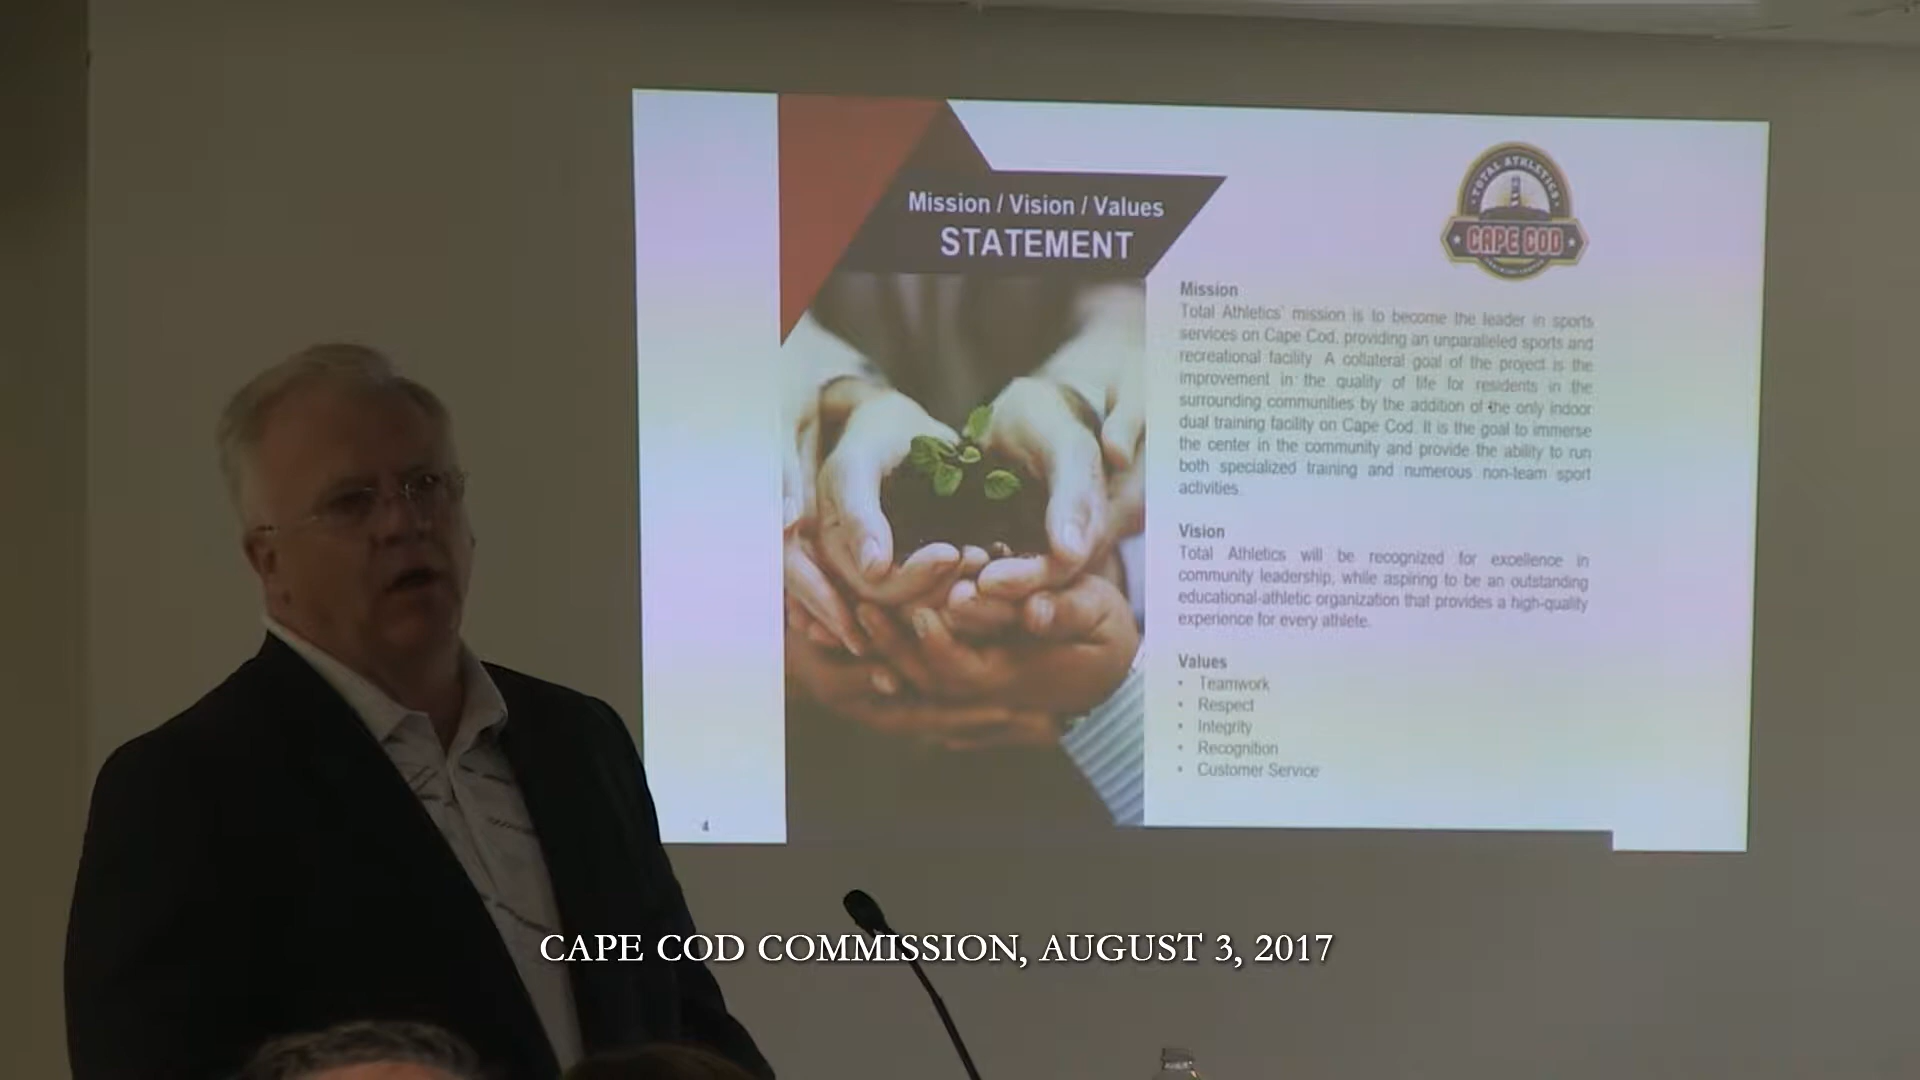 Mission / Vision / Values
STATEMENT
TOTAL ATHLETICS
CAPE COD
Mission
Total Athletics' mission is to become the leader in sports
services on Cape Cod, providing an unparalleled sports and
recreational facility. A collateral goal of the project is the
improvement in the quality of life for residents in the
surrounding communities by the addition of the only indoor
dual training facility on Cape Cod. It is the goal to immerse
the center in the community and provide the ability to run
both specialized training and numerous non-team sport
activities.
Vision
Total Athletics will be recognized for excellence in
community leadership, while aspiring to be an outstanding
educational-athletic organization that provides a high-quality
experience for every athlete.
Values
• Teamwork
• Respect
• Integrity
• Recognition
• Customer Service
4
CAPE COD COMMISSION, AUGUST 3, 2017